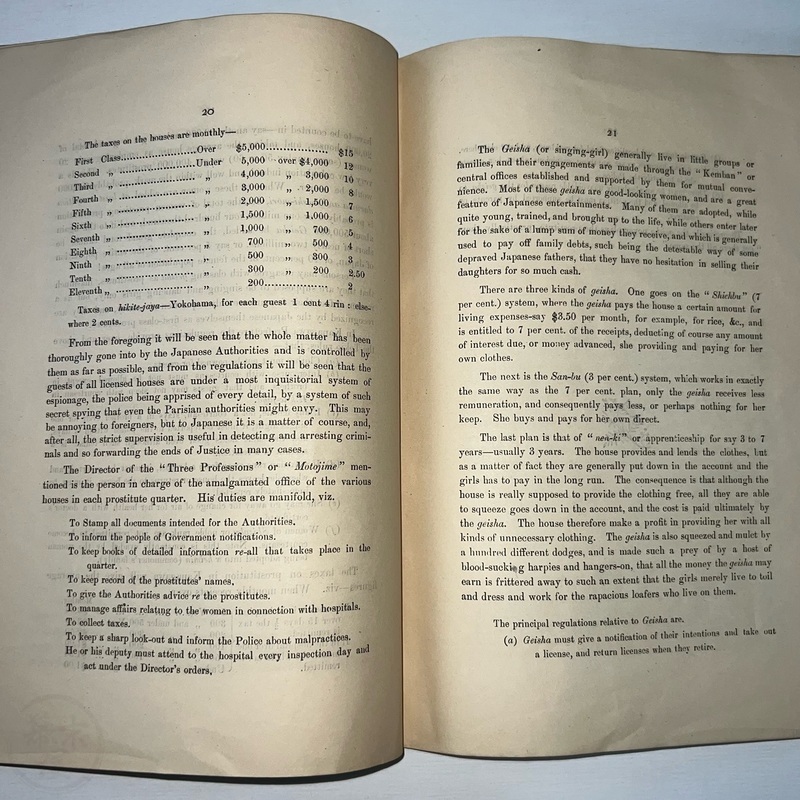 20
The taxes on the houses are monthly—
First Class..............................Over $5,000.................. $15
Second „ ..............................Under 5,000 over $4,000 12
Third „ .............................. „ 4,000 „ 3,000 10
Fourth „ .............................. „ 3,000 „ 2,000 8
Fifth „ .............................. „ 2,000 „ 1,500 7
Sixth „ .............................. „ 1,500 „ 1,000 6
Seventh „ .............................. „ 1,000 „ 700 5
Eighth „ .............................. „ 700 „ 500 4
Ninth „ .............................. „ 500 „ 300 3
Tenth „ .............................. „ 300 „ 200 2,50
Eleventh „ .............................. „ 200.................. 2
Taxes on hikite-jaya—Yokohama, for each guest 1 cent 4 rin : else-
where 2 cents.
From the foregoing it will be seen that the whole matter has been
thoroughly gone into by the Japanese Authorities and is controlled by
them as far as possible, and from the regulations it will be seen that the
guests of all licensed houses are under a most inquisitorial system of
espionage, the police being apprised of every detail, by a system of such
secret spying that even the Parisian authorities might envy. This may
be annoying to foreigners, but to Japanese it is a matter of course, and,
after all, the strict supervision is useful in detecting and arresting crimi-
nals and so forwarding the ends of Justice in many cases.
The Director of the "Three Professions" or "Motojime" men-
tioned is the person in charge of the amalgamated office of the various
houses in each prostitute quarter. His duties are manifold, viz.
To Stamp all documents intended for the Authorities.
To inform the people of Government notifications.
To keep books of detailed information re-all that takes place in the
quarter.
To keep record of the prostitutes' names.
To give the Authorities advice re the prostitutes.
To manage affairs relating to the women in connection with hospitals.
To collect taxes.
To keep a sharp look-out and inform the Police about malpractices.
He or his deputy must attend to the hospital every inspection day and
act under the Director's orders,
21
The Geisha (or singing-girl) generally live in little groups or
families, and their engagements are made through the "Kemban" or
central offices established and supported by them for mutual conve-
nience. Most of these geisha are good-looking women, and are a great
feature of Japanese entertainments. Many of them are adopted, while
quite young, trained, and brought up to the life, while others enter later
for the sake of a lump sum of money they receive, and which is generally
used to pay off family debts, such being the detestable way of some
depraved Japanese fathers, that they have no hesitation in selling their
daughters for so much cash.
There are three kinds of geisha. One goes on the "Shichbu" (7
per cent.) system, where the geisha pays the house a certain amount for
living expenses-say $3.50 per month, for example, for rice, &c., and
is entitled to 7 per cent. of the receipts, deducting of course any amount
of interest due, or money advanced, she providing and paying for her
own clothes.
The next is the San-bu (3 per cent.) system, which works in exactly
the same way as the 7 per cent. plan, only the geisha receives less
remuneration, and consequently pays less, or perhaps nothing for her
keep. She buys and pays for her own direct.
The last plan is that of "nen-ki" or apprenticeship for say 3 to 7
years—usually 3 years. The house provides and lends the clothes, but
as a matter of fact they are generally put down in the account and the
girls has to pay in the long run. The consequence is that although the
house is really supposed to provide the clothing free, all they are able
to squeeze goes down in the account, and the cost is paid ultimately by
the geisha. The house therefore make a profit in providing her with all
kinds of unnecessary clothing. The geisha is also squeezed and mulct by
a hundred different dodges, and is made such a prey of by a host of
blood-sucking harpies and hangers-on, that all the money the geisha may
earn is frittered away to such an extent that the girls merely live to toil
and dress and work for the rapacious loafers who live on them.
The principal regulations relative to Geisha are.
(a) Geisha must give a notification of their intentions and take out
a license, and return licenses when they retire.